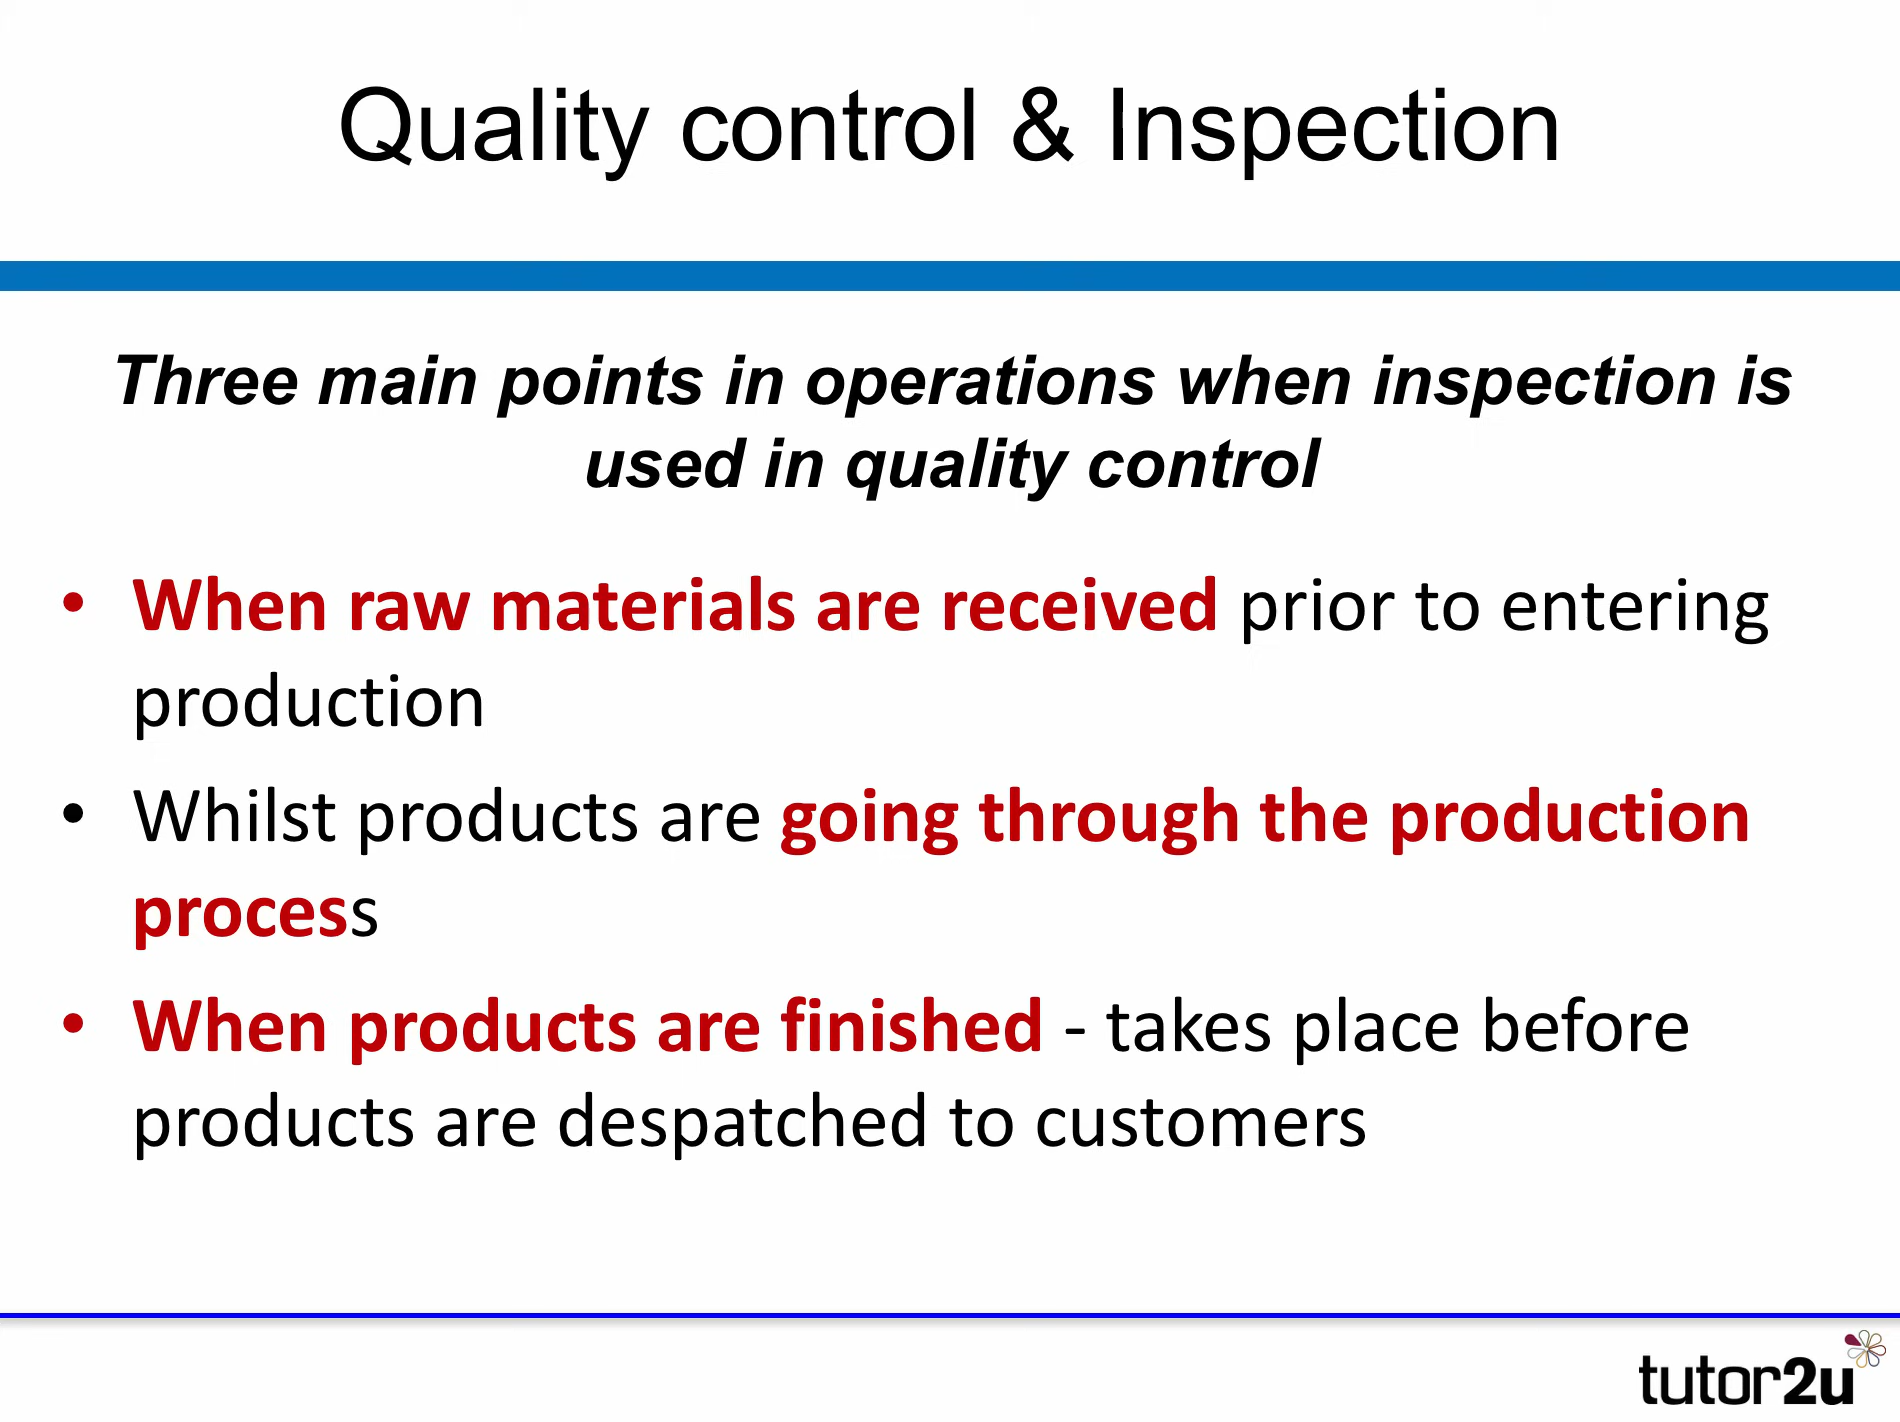 Quality control & Inspection
Three main points in operations when inspection is
used in quality control
• When raw materials are received prior to entering
production
• Whilst products are going through the production
process
• When products are finished - takes place before
products are despatched to customers
tutor2u